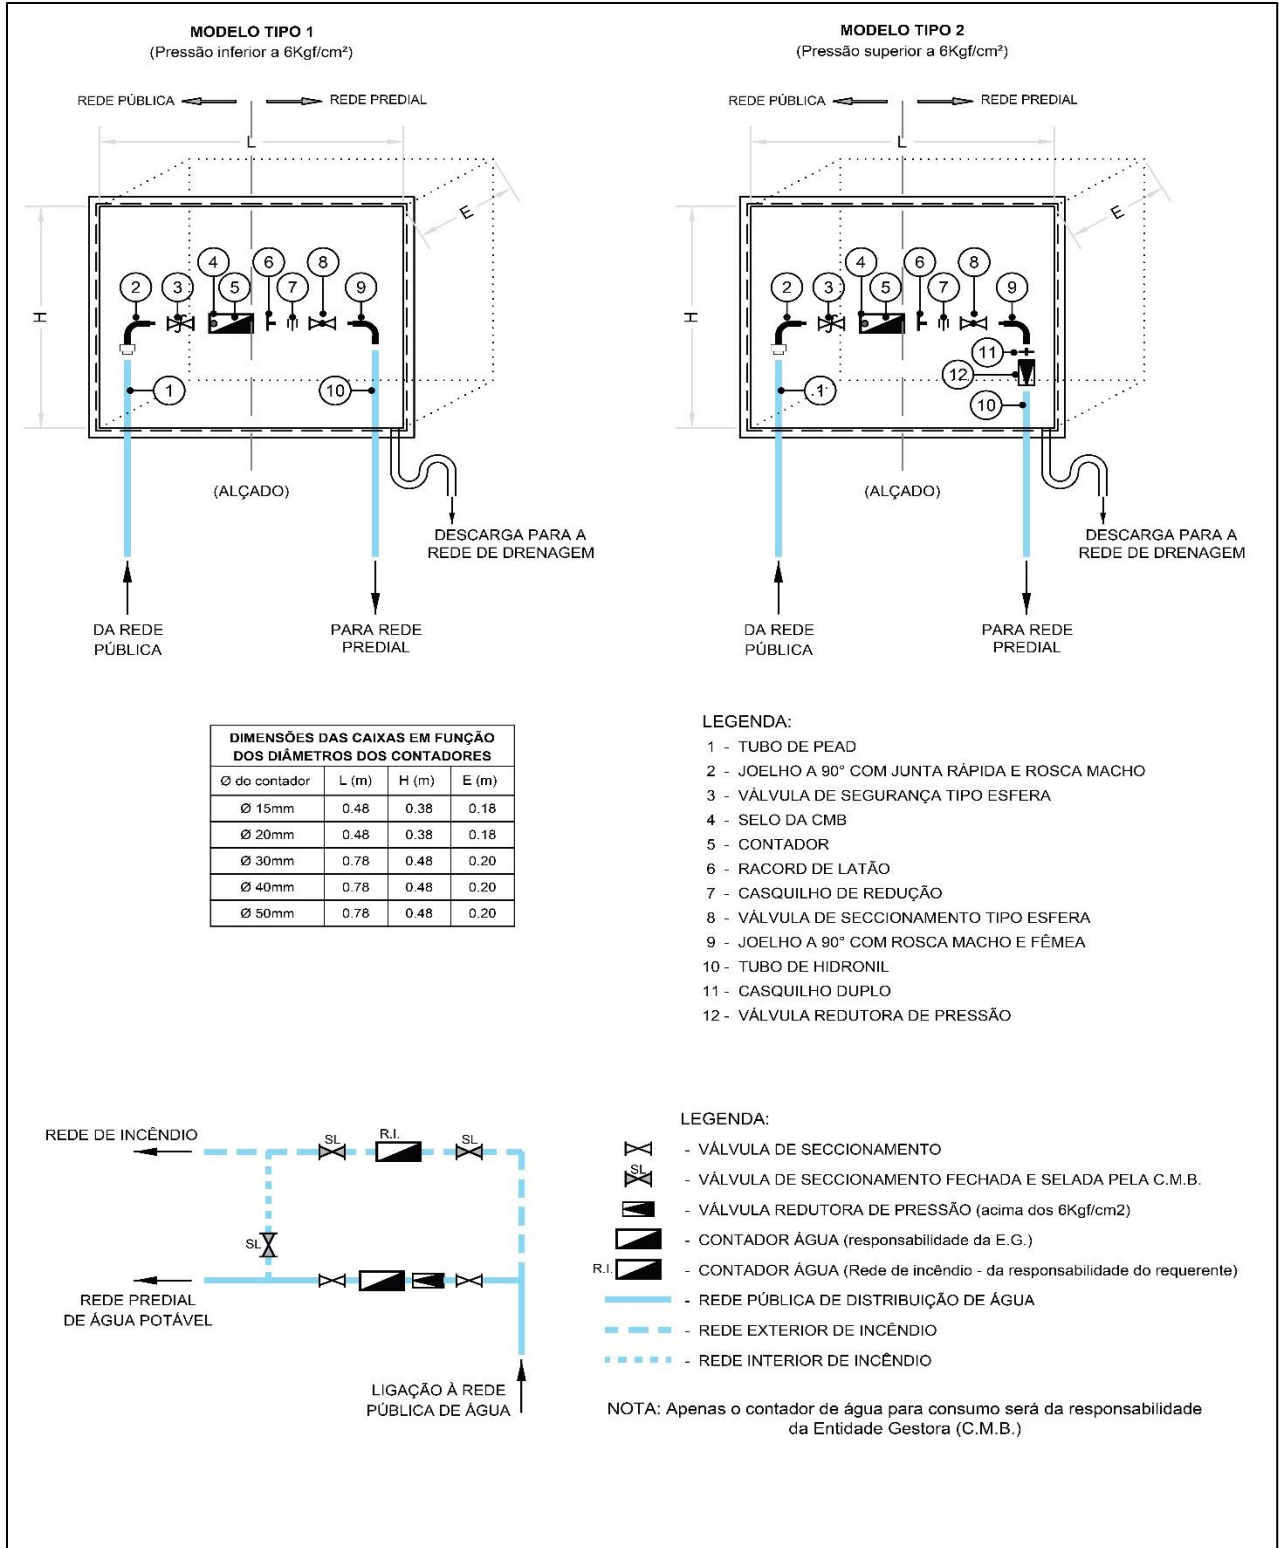 MODELO TIPO 1
(Pressão inferior a 6Kgf/cm²)
REDE PÚBLICA
REDE PREDIAL
L
E
H
4
6
8
2
3
5
7
9
1
10
(ALÇADO)
DESCARGA PARA A
REDE DE DRENAGEM
DA REDE
PÚBLICA
PARA REDE
PREDIAL
MODELO TIPO 2
(Pressão superior a 6Kgf/cm²)
REDE PÚBLICA
REDE PREDIAL
L
E
H
4
6
8
2
3
5
7
9
11
12
1
10
(ALÇADO)
DESCARGA PARA A
REDE DE DRENAGEM
DA REDE
PÚBLICA
PARA REDE
PREDIAL
DIMENSÕES DAS CAIXAS EM FUNÇÃO
DOS DIÂMETROS DOS CONTADORES
Ø do contador L (m) H (m) E (m)
Ø 15mm 0.48 0.38 0.18
Ø 20mm 0.48 0.38 0.18
Ø 30mm 0.78 0.48 0.20
Ø 40mm 0.78 0.48 0.20
Ø 50mm 0.78 0.48 0.20
LEGENDA:
1 - TUBO DE PEAD
2 - JOELHO A 90° COM JUNTA RÁPIDA E ROSCA MACHO
3 - VÁLVULA DE SEGURANÇA TIPO ESFERA
4 - SELO DA CMB
5 - CONTADOR
6 - RACORD DE LATÃO
7 - CASQUILHO DE REDUÇÃO
8 - VÁLVULA DE SECCIONAMENTO TIPO ESFERA
9 - JOELHO A 90° COM ROSCA MACHO E FÊMEA
10 - TUBO DE HIDRONIL
11 - CASQUILHO DUPLO
12 - VÁLVULA REDUTORA DE PRESSÃO
REDE DE INCÊNDIO
SL
R.I.
SL
SL
REDE PREDIAL
DE ÁGUA POTÁVEL
LIGAÇÃO À REDE
PÚBLICA DE ÁGUA
LEGENDA:
- VÁLVULA DE SECCIONAMENTO
SL - VÁLVULA DE SECCIONAMENTO FECHADA E SELADA PELA C.M.B.
- VÁLVULA REDUTORA DE PRESSÃO (acima dos 6Kgf/cm2)
- CONTADOR ÁGUA (responsabilidade da E.G.)
R.I. - CONTADOR ÁGUA (Rede de incêndio - da responsabilidade do requerente)
- REDE PÚBLICA DE DISTRIBUIÇÃO DE ÁGUA
- REDE EXTERIOR DE INCÊNDIO
- REDE INTERIOR DE INCÊNDIO
NOTA: Apenas o contador de água para consumo será da responsabilidade
da Entidade Gestora (C.M.B.)